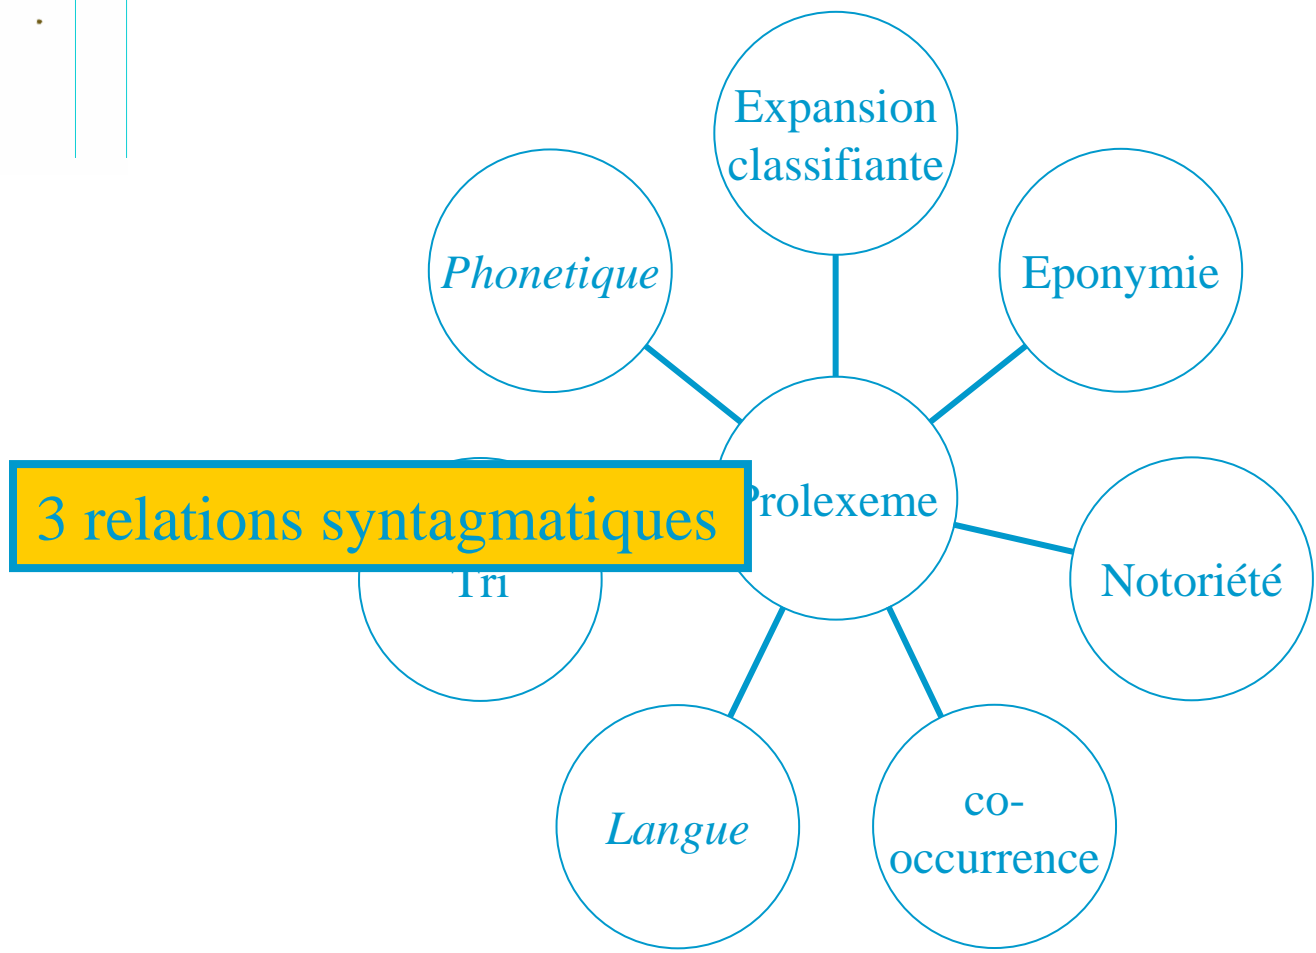 Expansion
classifiante
Phonetique
Eponymie
3 relations syntagmatiques
Prolexeme
Tri
Notoriété
Langue
co-
occurrence